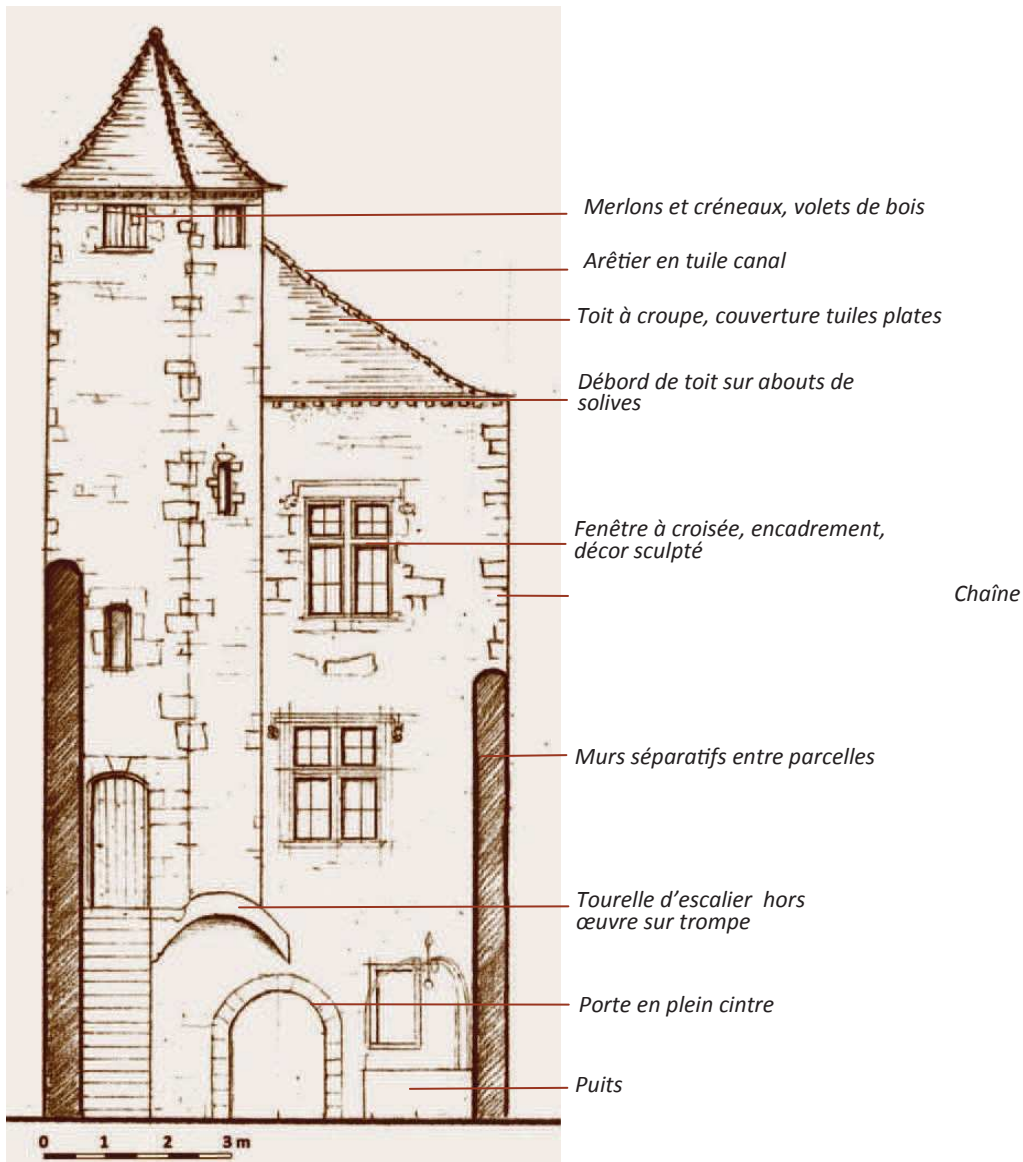 Merlons et créneaux, volets de bois
Arêtier en tuile canal
Toit à croupe, couverture tuiles plates
Débord de toit sur abouts de
solives
Fenêtre à croisée, encadrement,
décor sculpté
Chaîne
Murs séparatifs entre parcelles
Tourelle d'escalier hors
œuvre sur trompe
Porte en plein cintre
Puits
0 1 2 3 m